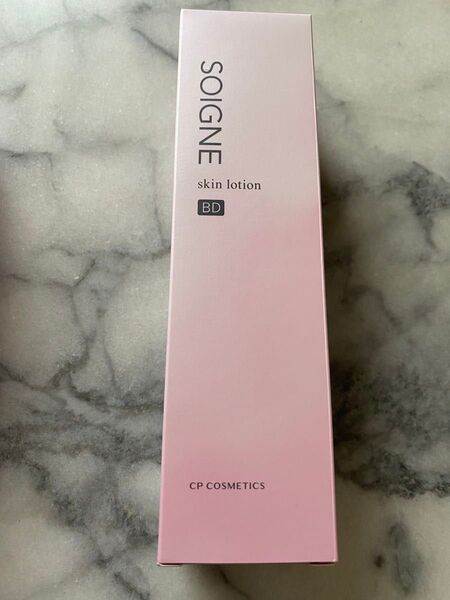 SOIGNE
skin lotion
BD
CP COSMETICS